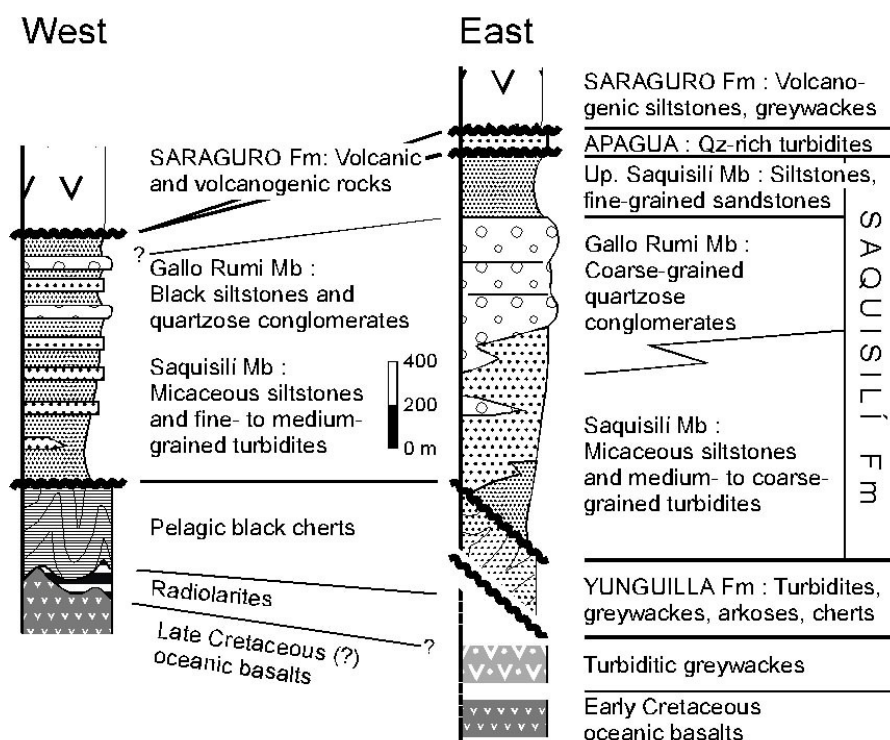 West
East
SARAGURO Fm: Volcanic
and volcanogenic rocks
?
Gallo Rumi Mb :
Black siltstones and
quartzose conglomerates
Saquisilí Mb :
Micaceous siltstones
and fine- to medium-
grained turbidites
400
200
0 m
Pelagic black cherts
Radiolarites
Late Cretaceous (?)
oceanic basalts
?
SARAGURO Fm : Volcano-
genic siltstones, greywackes
APAGUA : Qz-rich turbidites
Up. Saquisilí Mb : Siltstones,
fine-grained sandstones
Gallo Rumi Mb :
Coarse-grained
quartzose
conglomerates
Saquisilí Mb :
Micaceous siltstones
and medium- to coarse-
grained turbidites
SAQUISILÍ Fm
YUNGUILLA Fm : Turbidites,
greywackes, arkoses, cherts
Turbiditic greywackes
Early Cretaceous
oceanic basalts